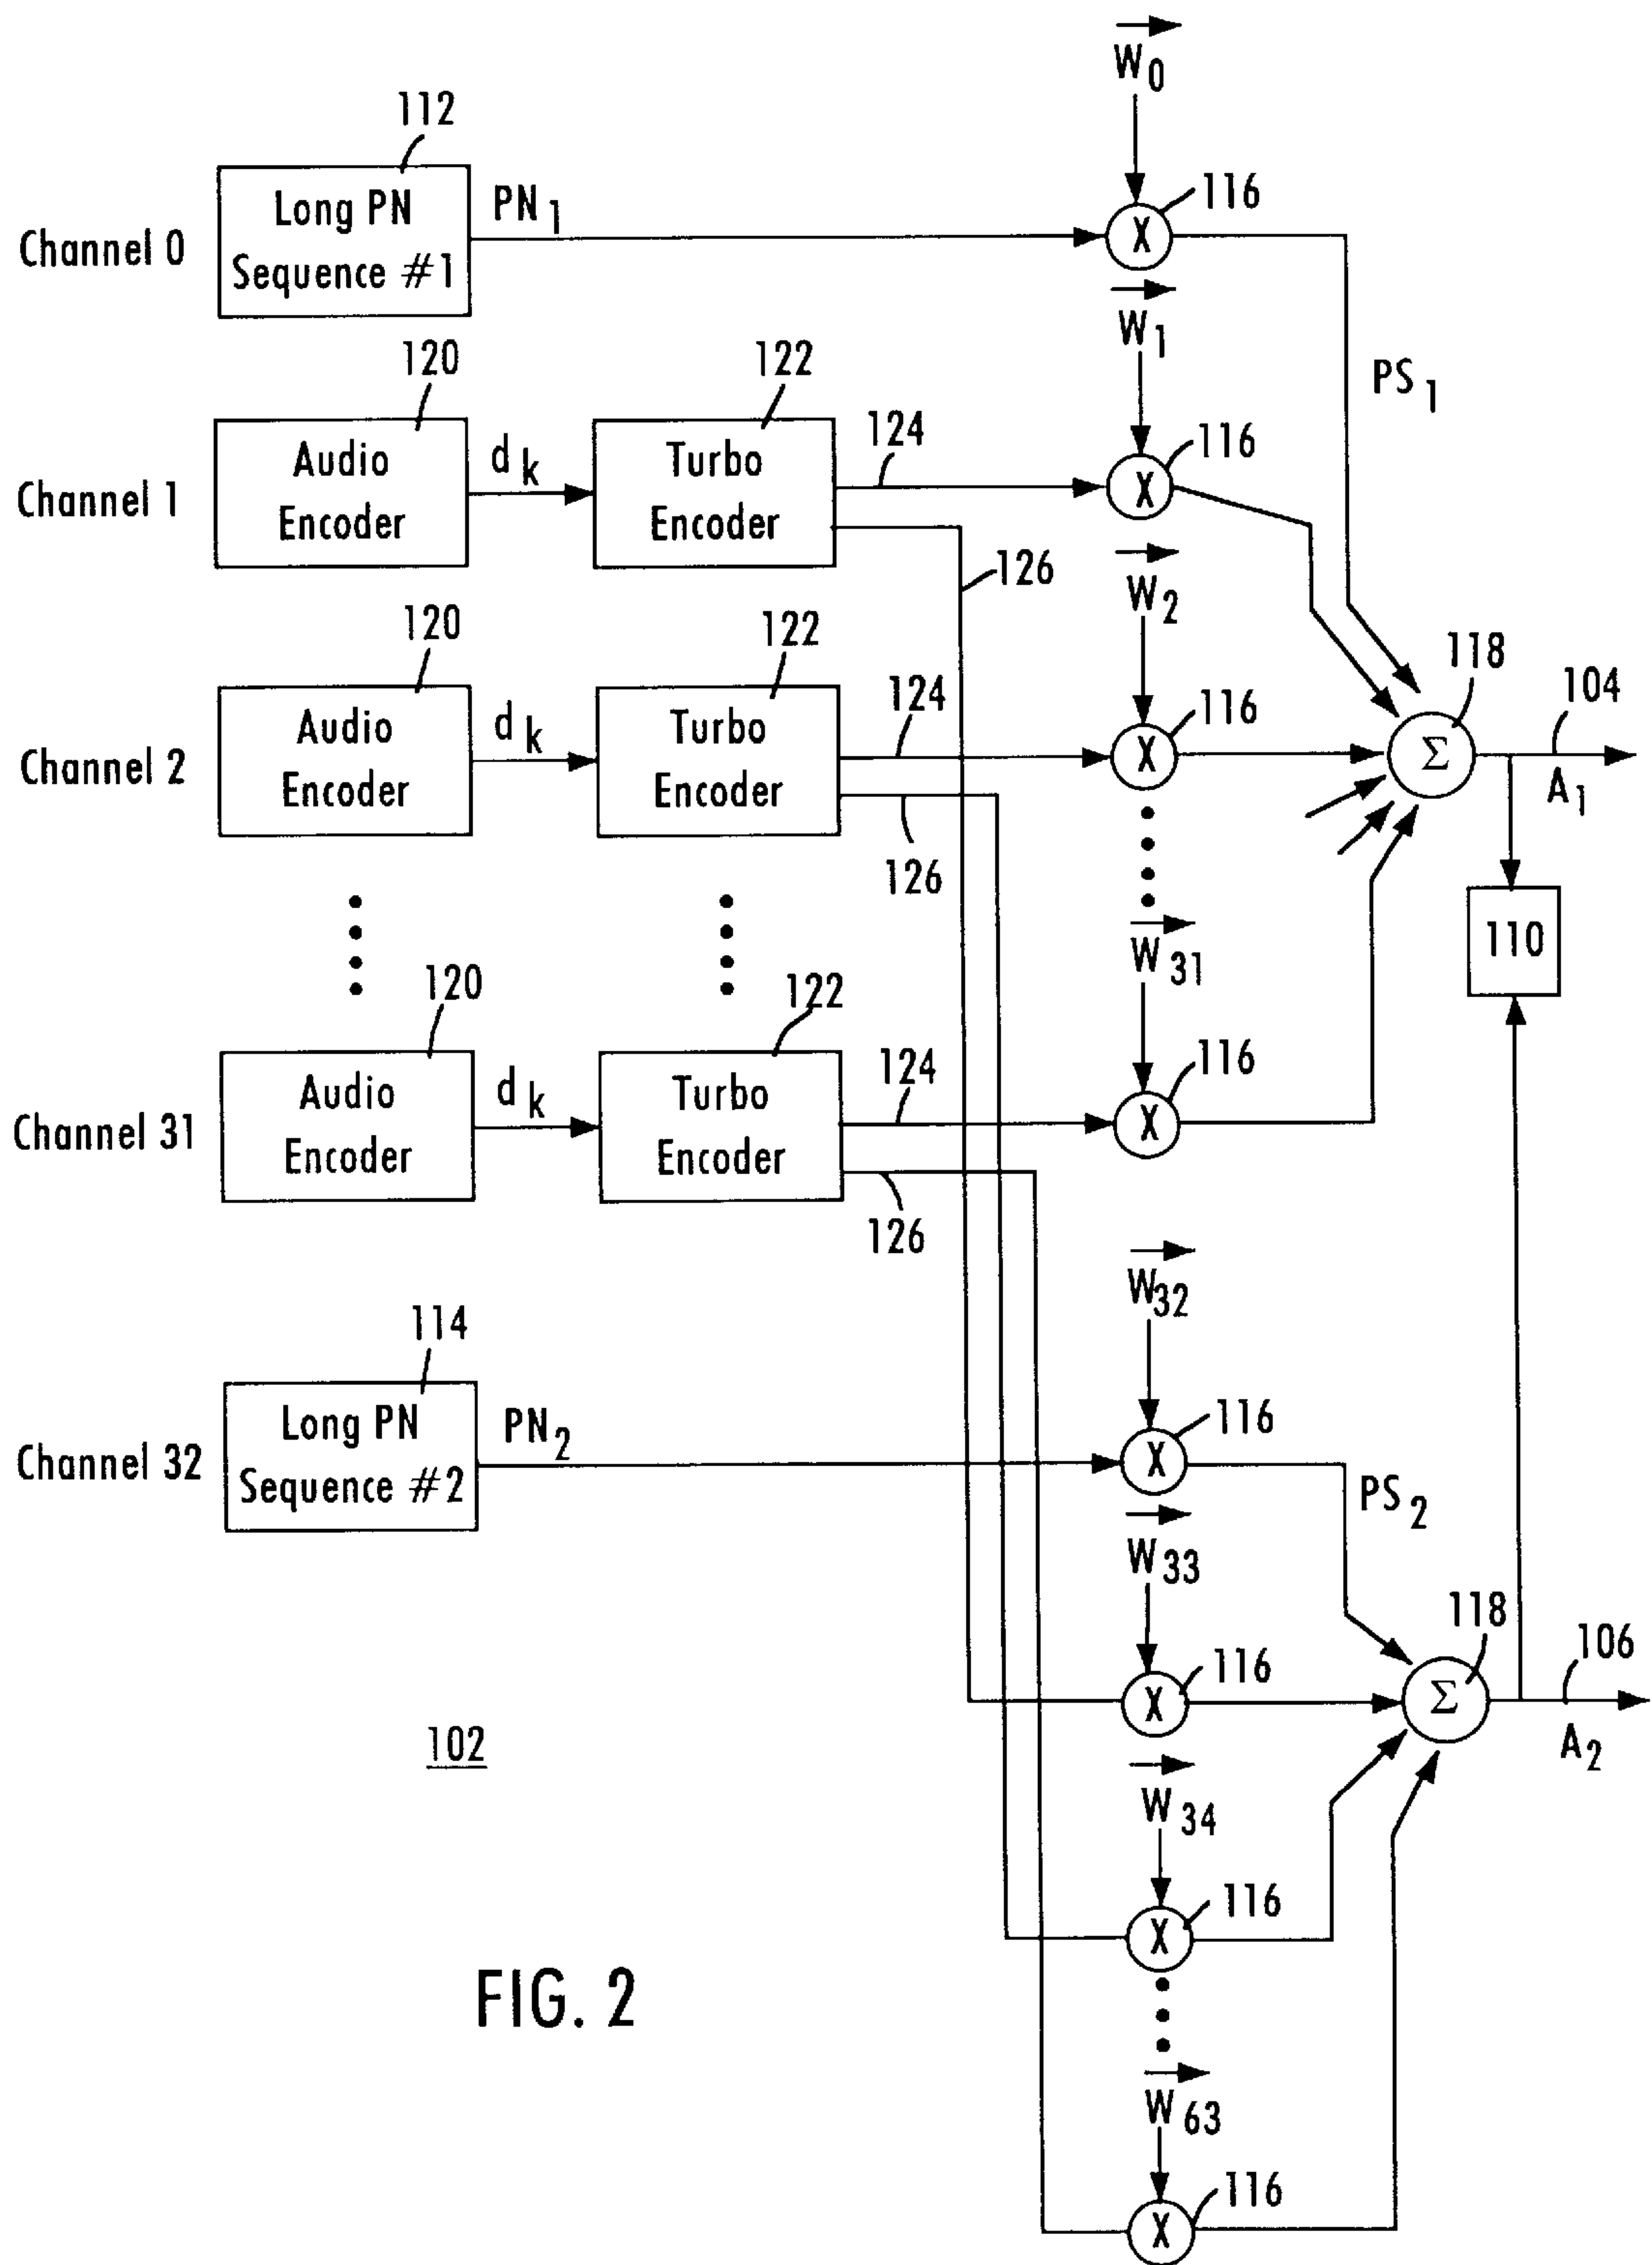 W0
112
Long PN
Sequence #1
PN1
116
X
Channel 0
W1
120
122
PS1
Audio
Encoder
dk
Turbo
Encoder
124
116
X
Channel 1
126
W2
120
122
118
Audio
Encoder
dk
Turbo
Encoder
124
116
X
Σ
104
A1
Channel 2
126
110
W31
120
122
Audio
Encoder
dk
Turbo
Encoder
124
116
X
Channel 31
126
W32
114
Long PN
Sequence #2
PN2
116
X
Channel 32
PS2
W33
118
116
X
Σ
106
A2
102
W34
116
X
FIG. 2
W63
116
X